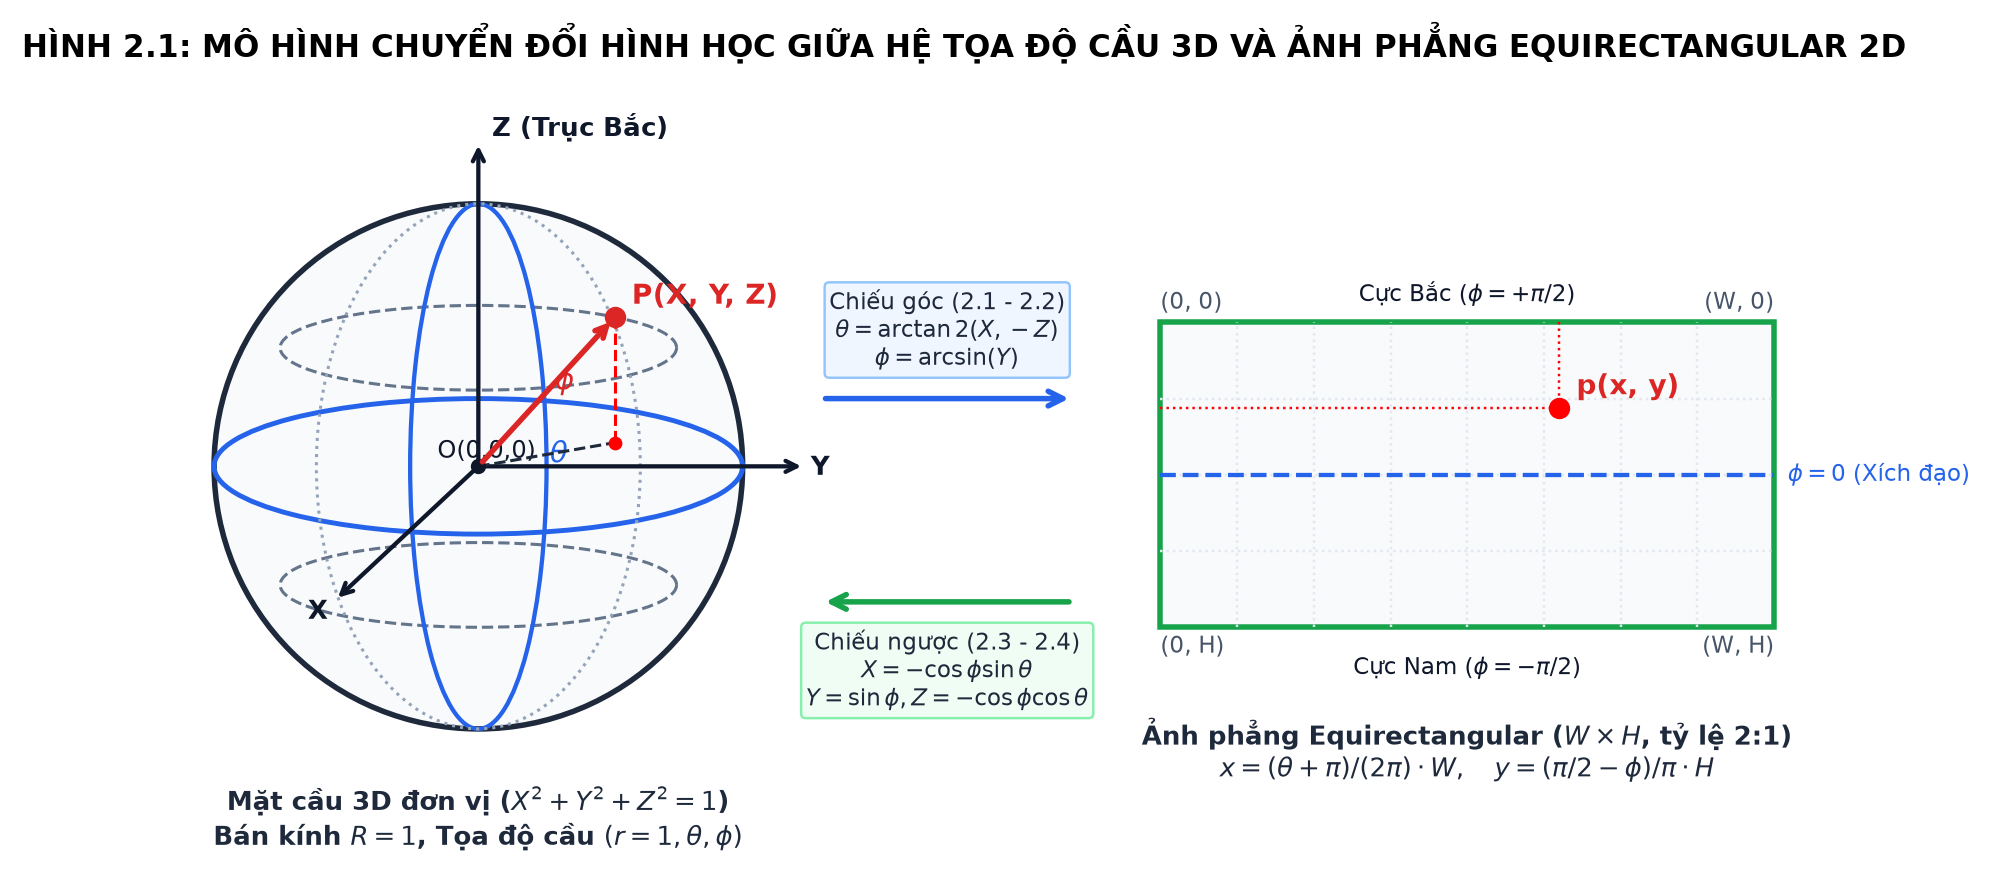 HÌNH 2.1: MÔ HÌNH CHUYỂN ĐỔI HÌNH HỌC GIỮA HỆ TỌA ĐỘ CẦU 3D VÀ ẢNH PHẲNG EQUIRECTANGULAR 2D
Z (Trục Bắc)
P(X, Y, Z)
φ
O(0,0,0)
θ
Y
X
Mặt cầu 3D đơn vị (X² + Y² + Z² = 1)
Bán kính R = 1, Tọa độ cầu (r = 1, θ, ϕ)
Chiếu góc (2.1 - 2.2)
θ = arctan 2(X, −Z)
ϕ = arcsin(Y)
Chiếu ngược (2.3 - 2.4)
X = −cos ϕ sin θ
Y = sin ϕ, Z = −cos ϕ cos θ
(0, 0)
Cực Bắc (ϕ = +π/2)
(W, 0)
p(x, y)
ϕ = 0 (Xích đạo)
(0, H)
(W, H)
Cực Nam (ϕ = −π/2)
Ảnh phẳng Equirectangular (W × H, tỷ lệ 2:1)
x = (θ + π)/(2π) · W, y = (π/2 − ϕ)/π · H